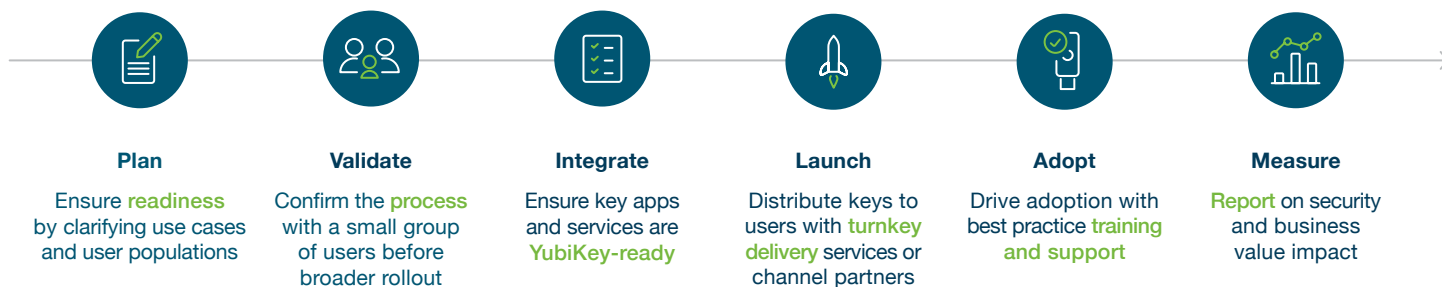 Plan
Ensure readiness
by clarifying use cases
and user populations
Validate
Confirm the process
with a small group
of users before
broader rollout
Integrate
Ensure key apps
and services are
YubiKey-ready
Launch
Distribute keys to
users with turnkey
delivery services or
channel partners
Adopt
Drive adoption with
best practice training
and support
Measure
Report on security
and business
value impact